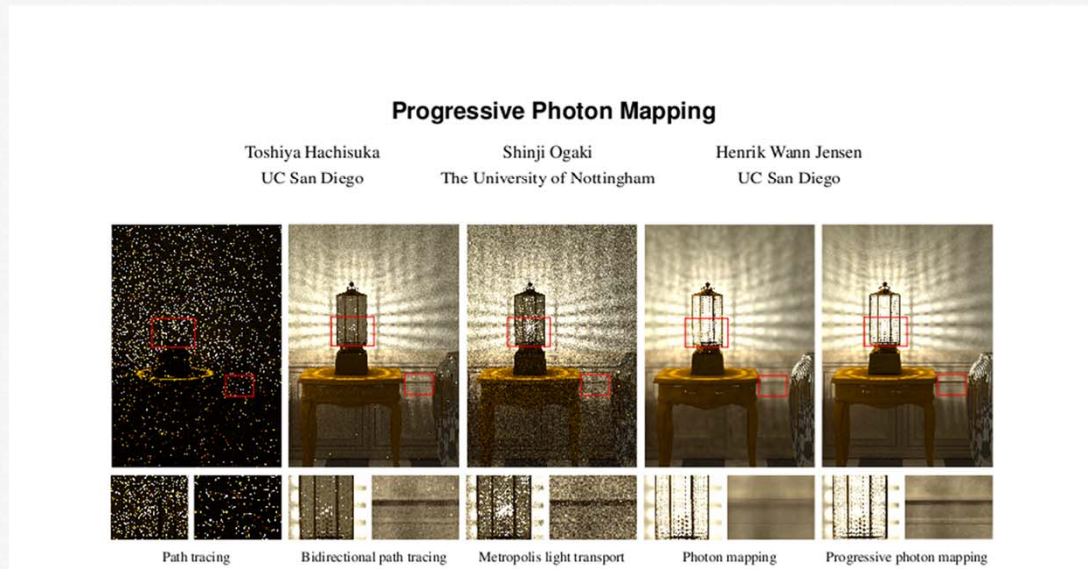 Progressive Photon Mapping
Toshiya Hachisuka Shinji Ogaki Henrik Wann Jensen
UC San Diego The University of Nottingham UC San Diego
Path tracing Bidirectional path tracing Metropolis light transport Photon mapping Progressive photon mapping